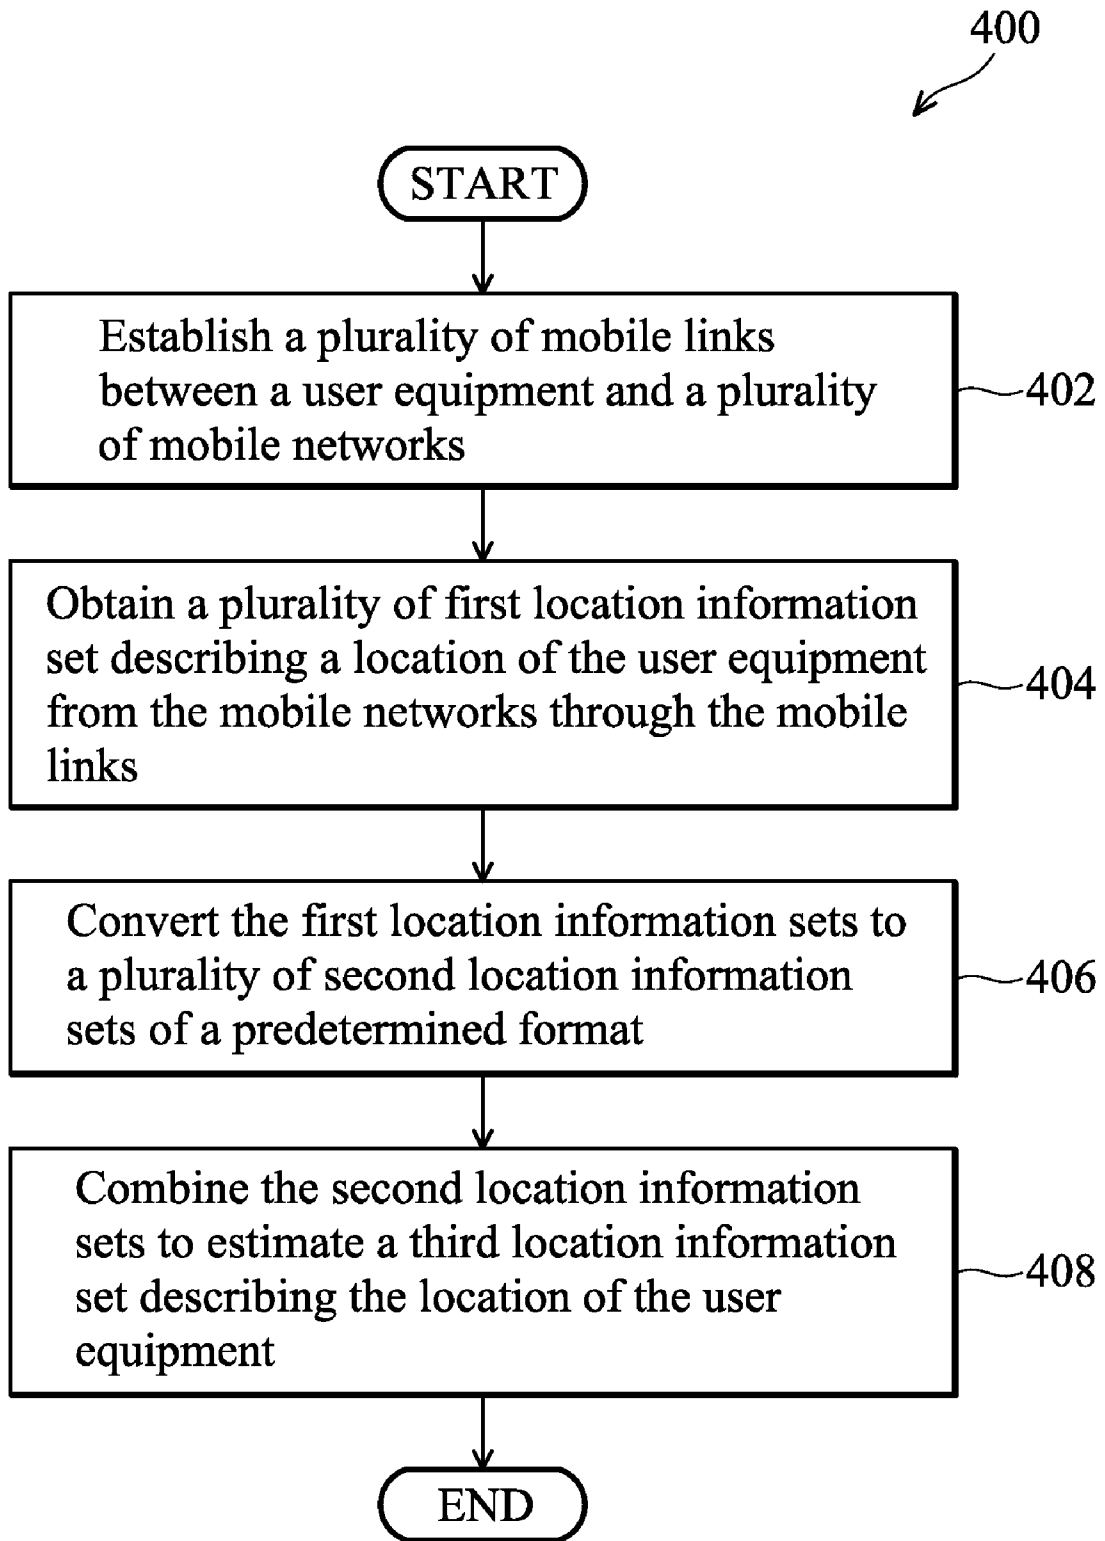 400
START
Establish a plurality of mobile links
between a user equipment and a plurality
of mobile networks
402
Obtain a plurality of first location information
set describing a location of the user equipment
from the mobile networks through the mobile
links
404
Convert the first location information sets to
a plurality of second location information
sets of a predetermined format
406
Combine the second location information
sets to estimate a third location information
set describing the location of the user
equipment
408
END